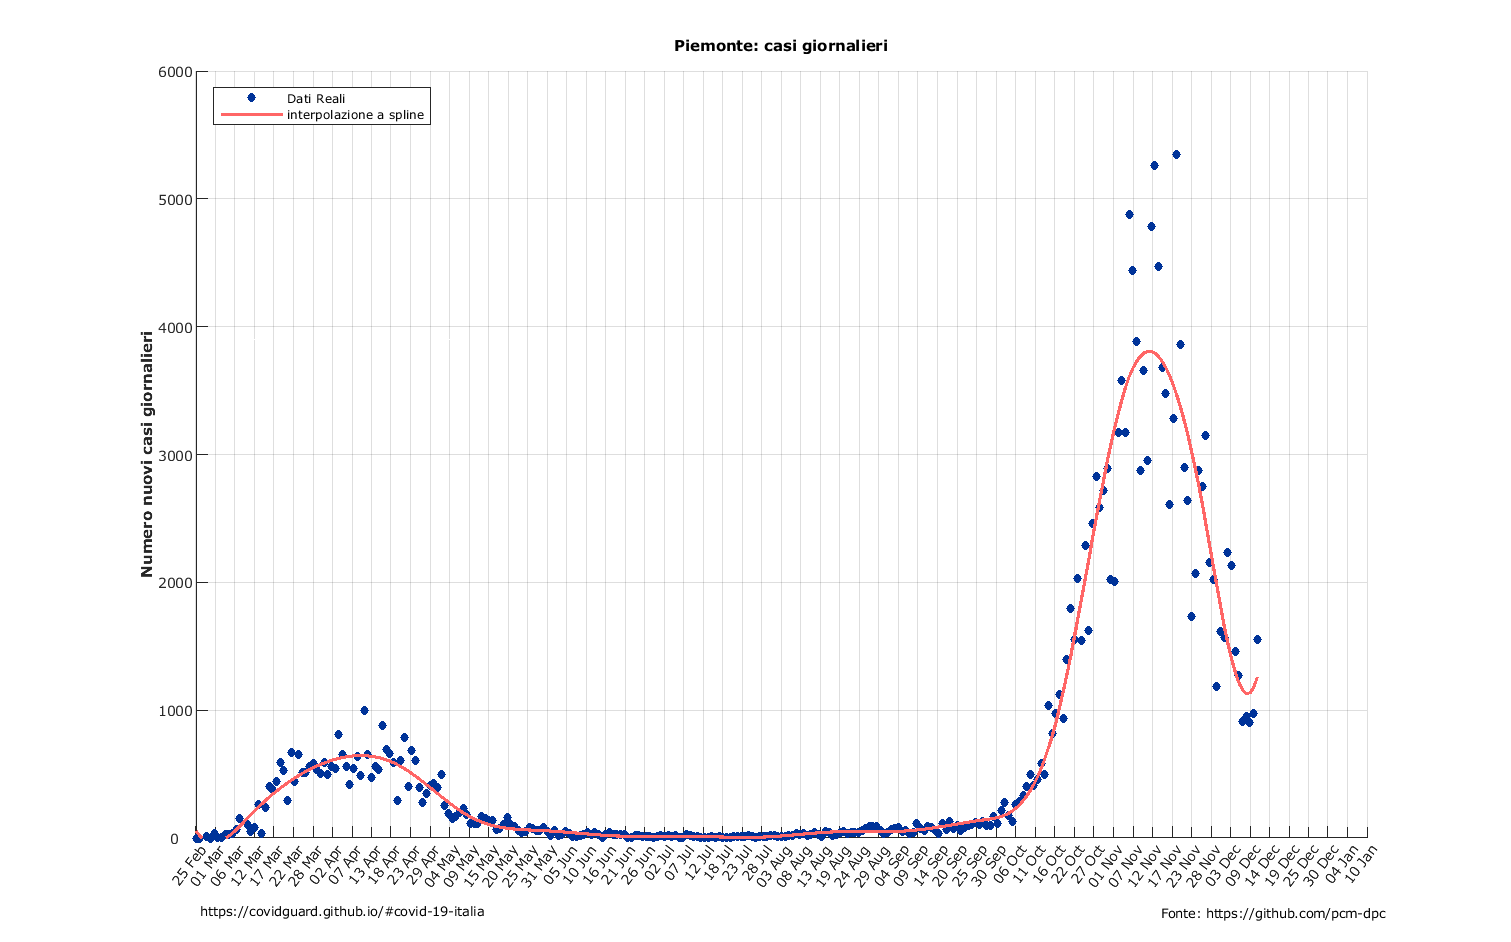 Piemonte: casi giornalieri
Dati Reali
interpolazione a spline
Numero nuovi casi giornalieri
6000
5000
4000
3000
2000
1000
0
25 Feb
01 Mar
06 Mar
12 Mar
17 Mar
22 Mar
28 Mar
02 Apr
07 Apr
13 Apr
18 Apr
23 Apr
29 Apr
04 May
09 May
15 May
20 May
25 May
31 May
05 Jun
10 Jun
16 Jun
21 Jun
26 Jun
02 Jul
07 Jul
12 Jul
18 Jul
23 Jul
28 Jul
03 Aug
08 Aug
13 Aug
19 Aug
24 Aug
29 Aug
04 Sep
09 Sep
14 Sep
20 Sep
25 Sep
30 Sep
06 Oct
11 Oct
16 Oct
22 Oct
27 Oct
01 Nov
07 Nov
12 Nov
17 Nov
23 Nov
28 Nov
03 Dec
09 Dec
14 Dec
19 Dec
25 Dec
30 Dec
04 Jan
10 Jan
https://covidguard.github.io/#covid-19-italia
Fonte: https://github.com/pcm-dpc